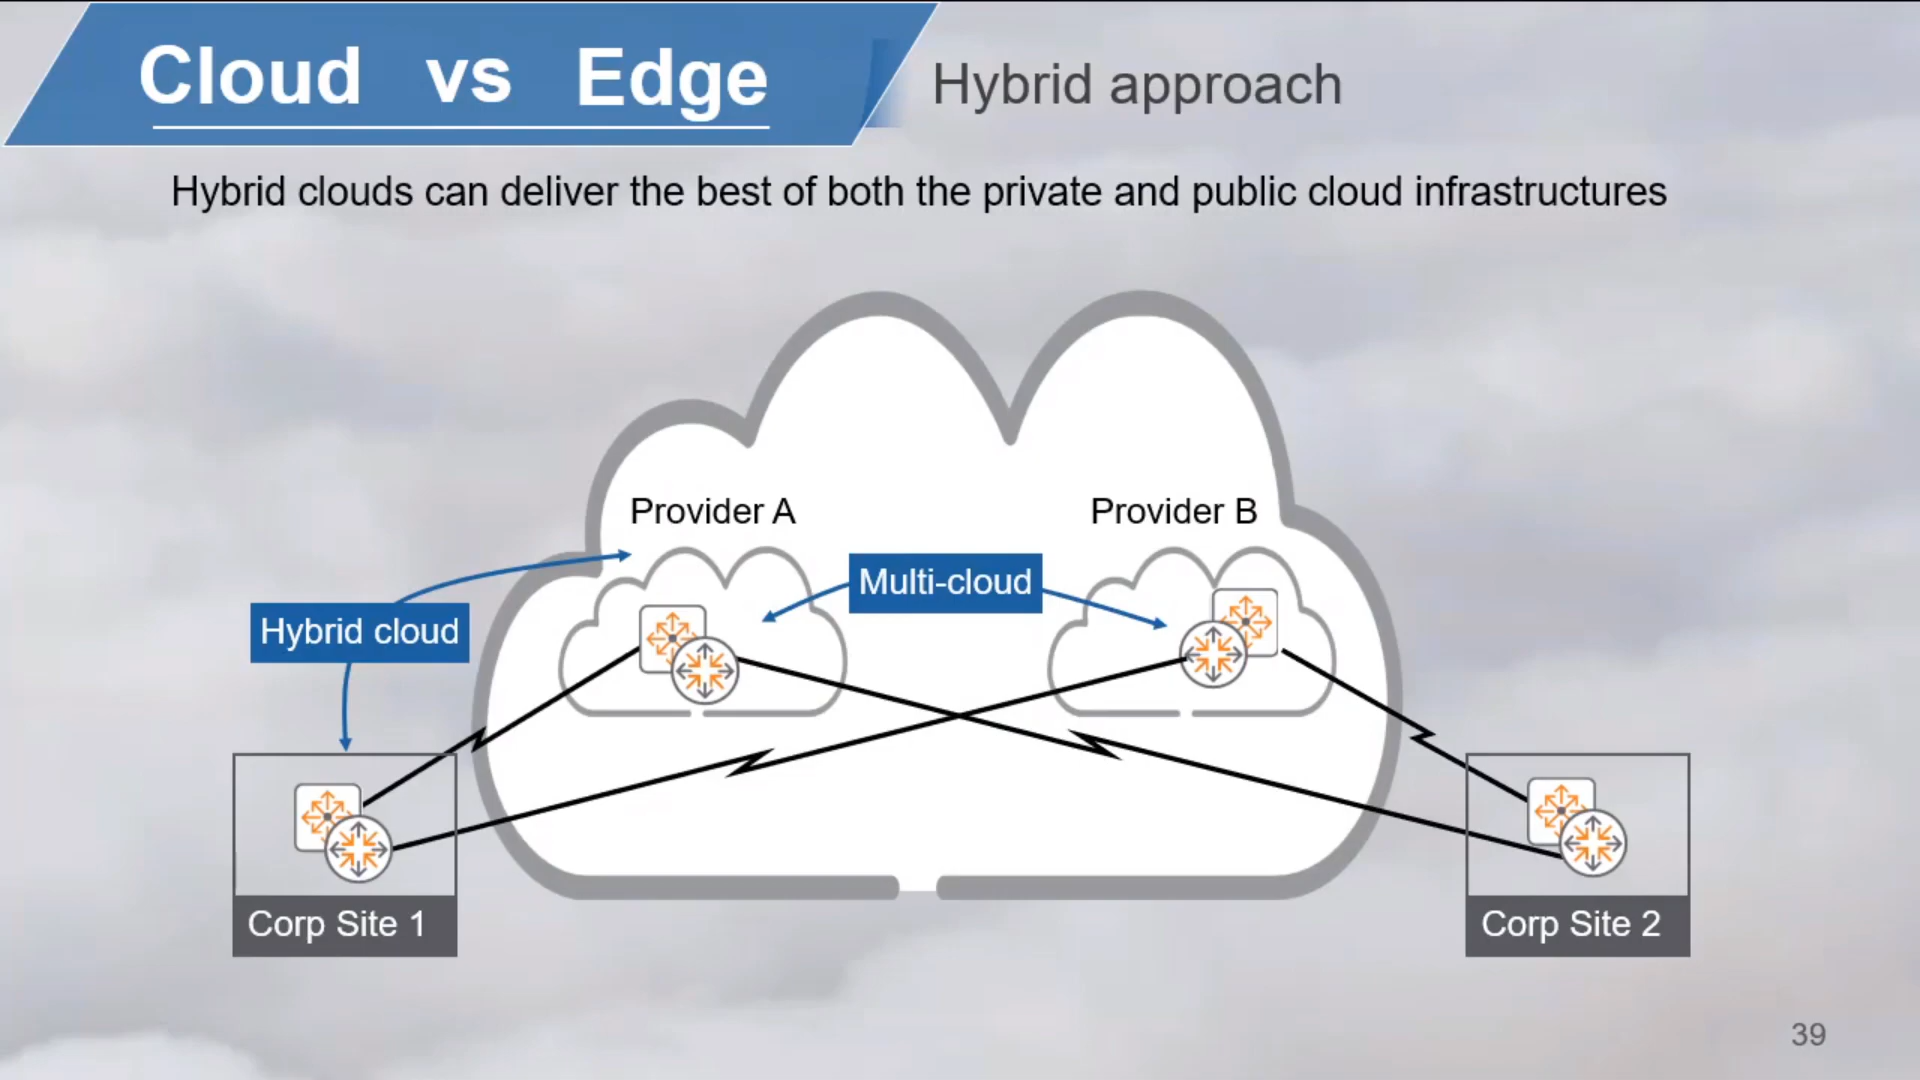 Cloud vs Edge
Hybrid approach
Hybrid clouds can deliver the best of both the private and public cloud infrastructures
Provider A
Provider B
Multi-cloud
Hybrid cloud
Corp Site 1
Corp Site 2
39